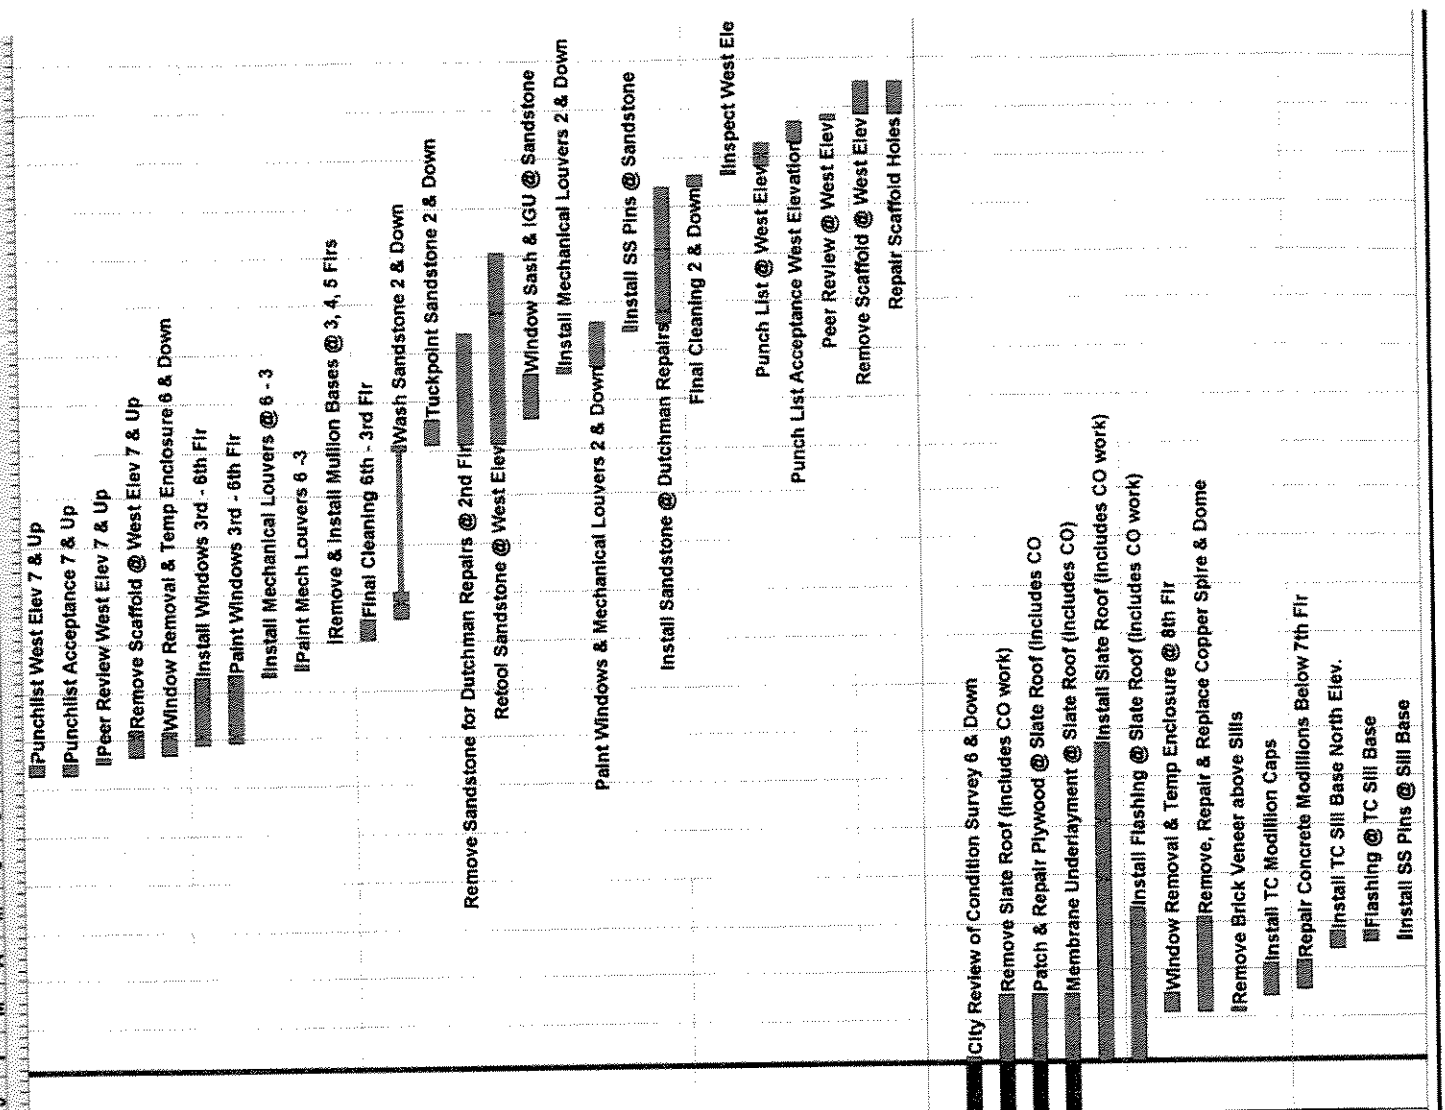 Punchlist West Elev 7 & Up
Punchlist Acceptance 7 & Up
Peer Review West Elev 7 & Up
Remove Scaffold @ West Elev 7 & Up
Window Removal & Temp Enclosure 6 & Down
Install Windows 3rd - 6th Flr
Paint Windows 3rd - 6th Flr
Install Mechanical Louvers @ 6 - 3
Paint Mech Louvers 6 -3
Remove & Install Mullion Bases @ 3, 4, 5 Flrs
Final Cleaning 6th - 3rd Flr
Wash Sandstone 2 & Down
Tuckpoint Sandstone 2 & Down
Remove Sandstone for Dutchman Repairs @ 2nd Flr
Retool Sandstone @ West Elev
Window Sash & IGU @ Sandstone
Install Mechanical Louvers 2 & Down
Paint Windows & Mechanical Louvers 2 & Down
Install SS Pins @ Sandstone
Install Sandstone @ Dutchman Repairs
Final Cleaning 2 & Down
Inspect West Ele
Punch List @ West Elev
Punch List Acceptance West Elevation
Peer Review @ West Elev
Remove Scaffold @ West Elev
Repair Scaffold Holes
City Review of Condition Survey 6 & Down
Remove Slate Roof (includes CO work)
Patch & Repair Plywood @ Slate Roof (includes CO
Membrane Underlayment @ Slate Roof (includes CO)
Install Slate Roof (includes CO work)
Install Flashing @ Slate Roof (includes CO work)
Window Removal & Temp Enclosure @ 8th Flr
Remove, Repair & Replace Copper Spire & Dome
Remove Brick Veneer above Sills
Install TC Modillion Caps
Repair Concrete Modillions Below 7th Flr
Install TC Sill Base North Elev.
Flashing @ TC Sill Base
Install SS Pins @ Sill Base